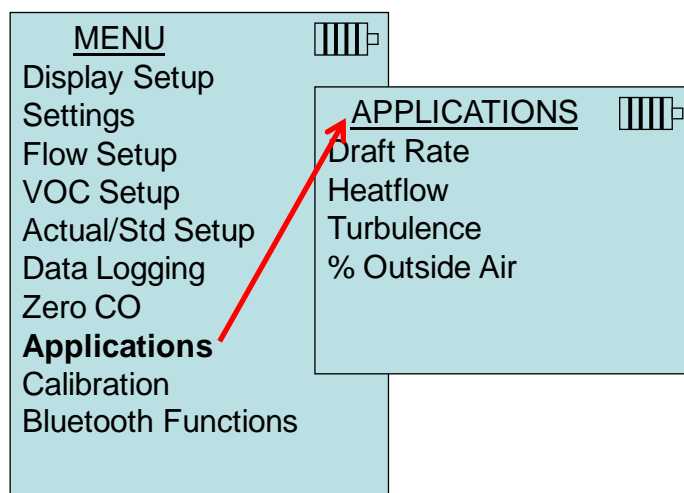 MENU
Display Setup
Settings
Flow Setup
VOC Setup
Actual/Std Setup
Data Logging
Zero CO
Applications
Calibration
Bluetooth Functions
APPLICATIONS
Draft Rate
Heatflow
Turbulence
% Outside Air